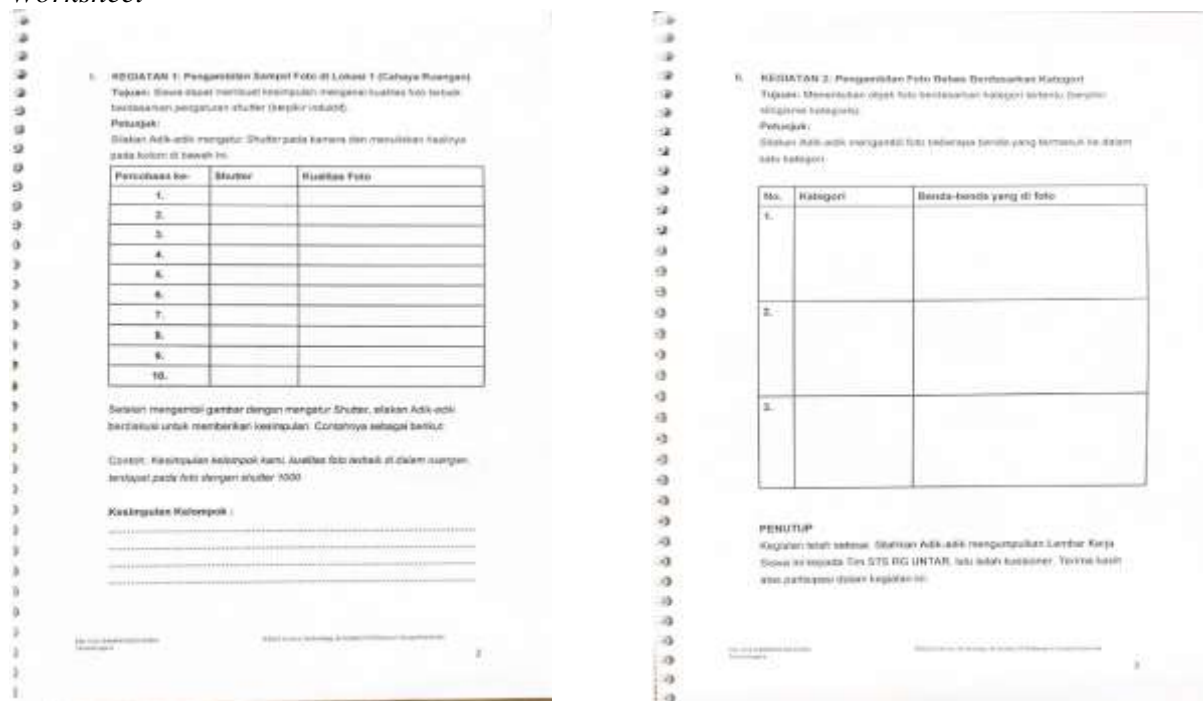 Worksheet
I. KEGIATAN 1: Pengambilan Sampel Foto di Lokasi 1 (Cahaya Ruangan)
Tujuan: Siswa dapat membuat kesimpulan mengenai kualitas foto terbaik
berdasarkan pengaturan shutter (berpikir induktif)
Petunjuk:
Silakan Adik-adik mengatur Shutter pada kamera dan menuliskan hasilnya
pada kolom di bawah ini.
Percobaan ke- Shutter Kualitas Foto
1.
2.
3.
4.
5.
6.
7.
8.
9.
10.
Setelah mengambil gambar dengan mengatur Shutter, silakan Adik-adik
berdiskusi untuk memberikan kesimpulan. Contohnya sebagai berikut:
Contoh: Kesimpulan kelompok kami, kualitas foto terbaik di dalam ruangan
terdapat pada foto dengan shutter 1000
Kesimpulan Kelompok :
2
II. KEGIATAN 2: Pengambilan Foto Bebas Berdasarkan Kategori
Tujuan: Menentukan objek foto berdasarkan kategori tertentu (berpikir
silogisme kategoris)
Petunjuk:
Silakan Adik-adik mengambil foto beberapa benda yang termasuk ke dalam
satu kategori
No. Kategori Benda-benda yang di foto
1.
2.
3.
PENUTUP
Kegiatan telah selesai. Silahkan Adik-adik mengumpulkan Lembar Kerja
Siswa ini kepada Tim STS RG UNTAR, lalu isilah kuesioner. Terima kasih
atas partisipasi dalam kegiatan ini.
3